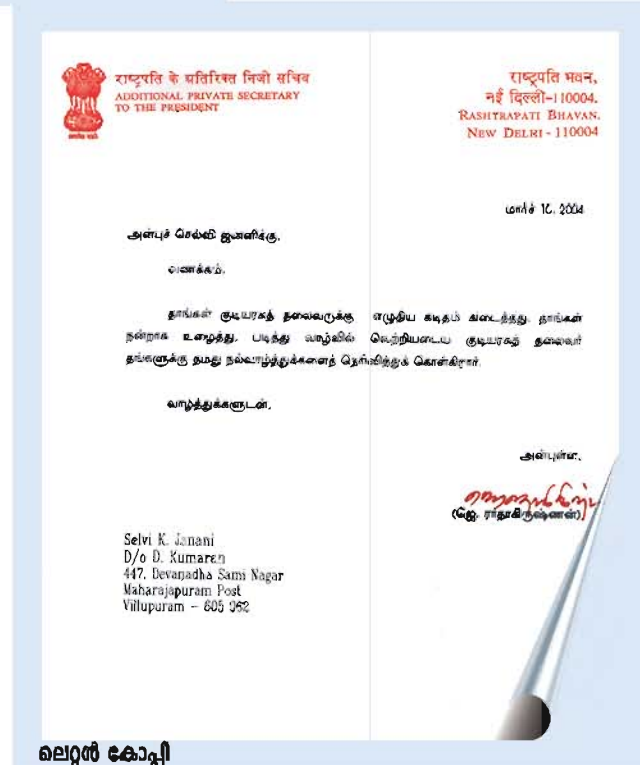 राष्ट्रपति के अतिरिक्त निजी सचिव
ADDITIONAL PRIVATE SECRETARY
TO THE PRESIDENT
राष्ट्रपति भवन,
नई दिल्ली-110004.
RASHTRAPATI BHAVAN.
NEW DELHI - 110004
மார்ச் 2004
அன்புச் செல்வி ஜனனிக்கு,
வணக்கம்.
தாங்கள் குடியரசுத் தலைவருக்கு எழுதிய கடிதம் கிடைத்தது. தாங்கள்
நன்றாக உழைத்து, படித்து வாழ்வில் வெற்றியடைய குடியரசுத் தலைவர்
தங்களுக்கு தமது நல்வாழ்த்துக்களைத் தெரிவித்துக் கொள்கிறார்.
வாழ்த்துக்களுடன்,
அன்புள்ள,
(ஜே. ராதாகிருஷ்ணன்)
Selvi K. Janani
D/o D. Kumaran
447, Devanadha Sami Nagar
Maharajapuram Post
Villupuram - 605
ലെറ്റർ കോപ്പി